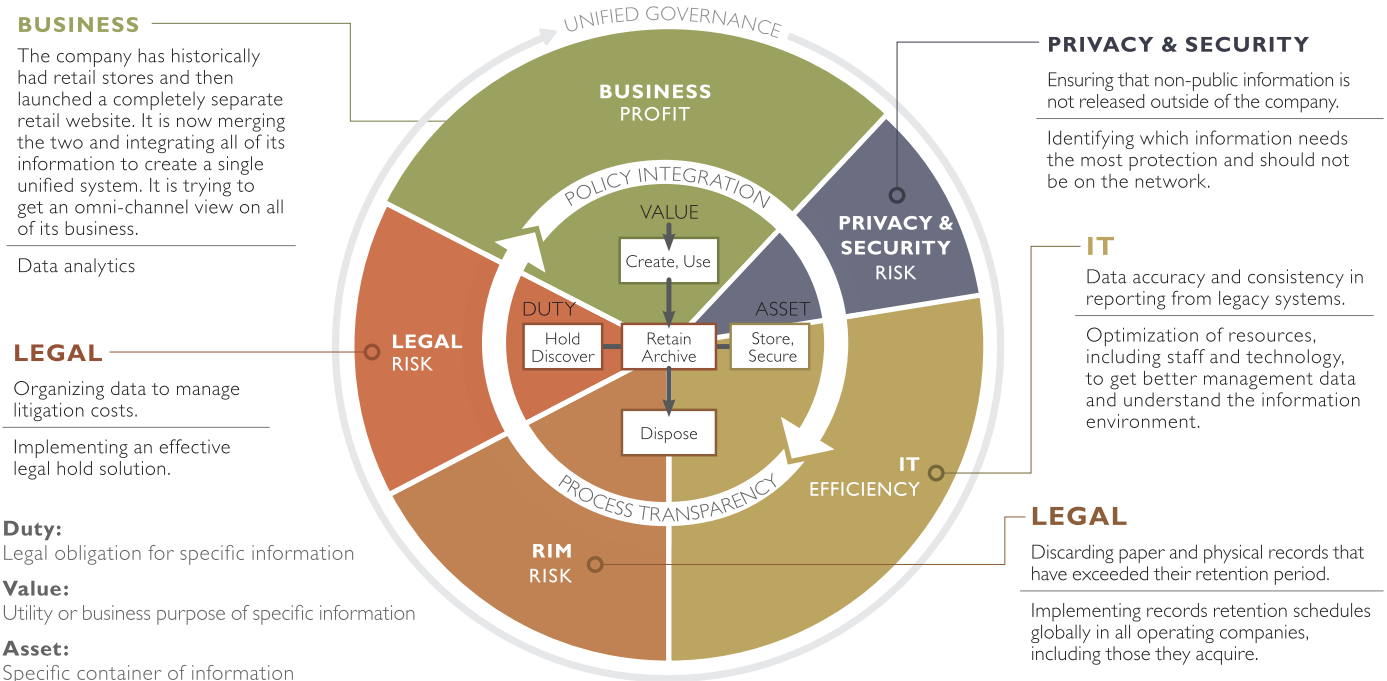 BUSINESS
The company has historically
had retail stores and then
launched a completely separate
retail website. It is now merging
the two and integrating all of its
information to create a single
unified system. It is trying to
get an omni-channel view on all
of its business.
Data analytics
LEGAL
Organizing data to manage
litigation costs.
Implementing an effective
legal hold solution.
Duty:
Legal obligation for specific information
Value:
Utility or business purpose of specific information
Asset:
Specific container of information
UNIFIED GOVERNANCE
BUSINESS
PROFIT
POLICY INTEGRATION
VALUE
Create, Use
DUTY
ASSET
Hold
Discover
Retain
Archive
Store,
Secure
Dispose
PROCESS TRANSPARENCY
LEGAL
RISK
PRIVACY &
SECURITY
RISK
IT
EFFICIENCY
RIM
RISK
PRIVACY & SECURITY
Ensuring that non-public information is
not released outside of the company.
Identifying which information needs
the most protection and should not
be on the network.
IT
Data accuracy and consistency in
reporting from legacy systems.
Optimization of resources,
including staff and technology,
to get better management data
and understand the information
environment.
LEGAL
Discarding paper and physical records that
have exceeded their retention period.
Implementing records retention schedules
globally in all operating companies,
including those they acquire.